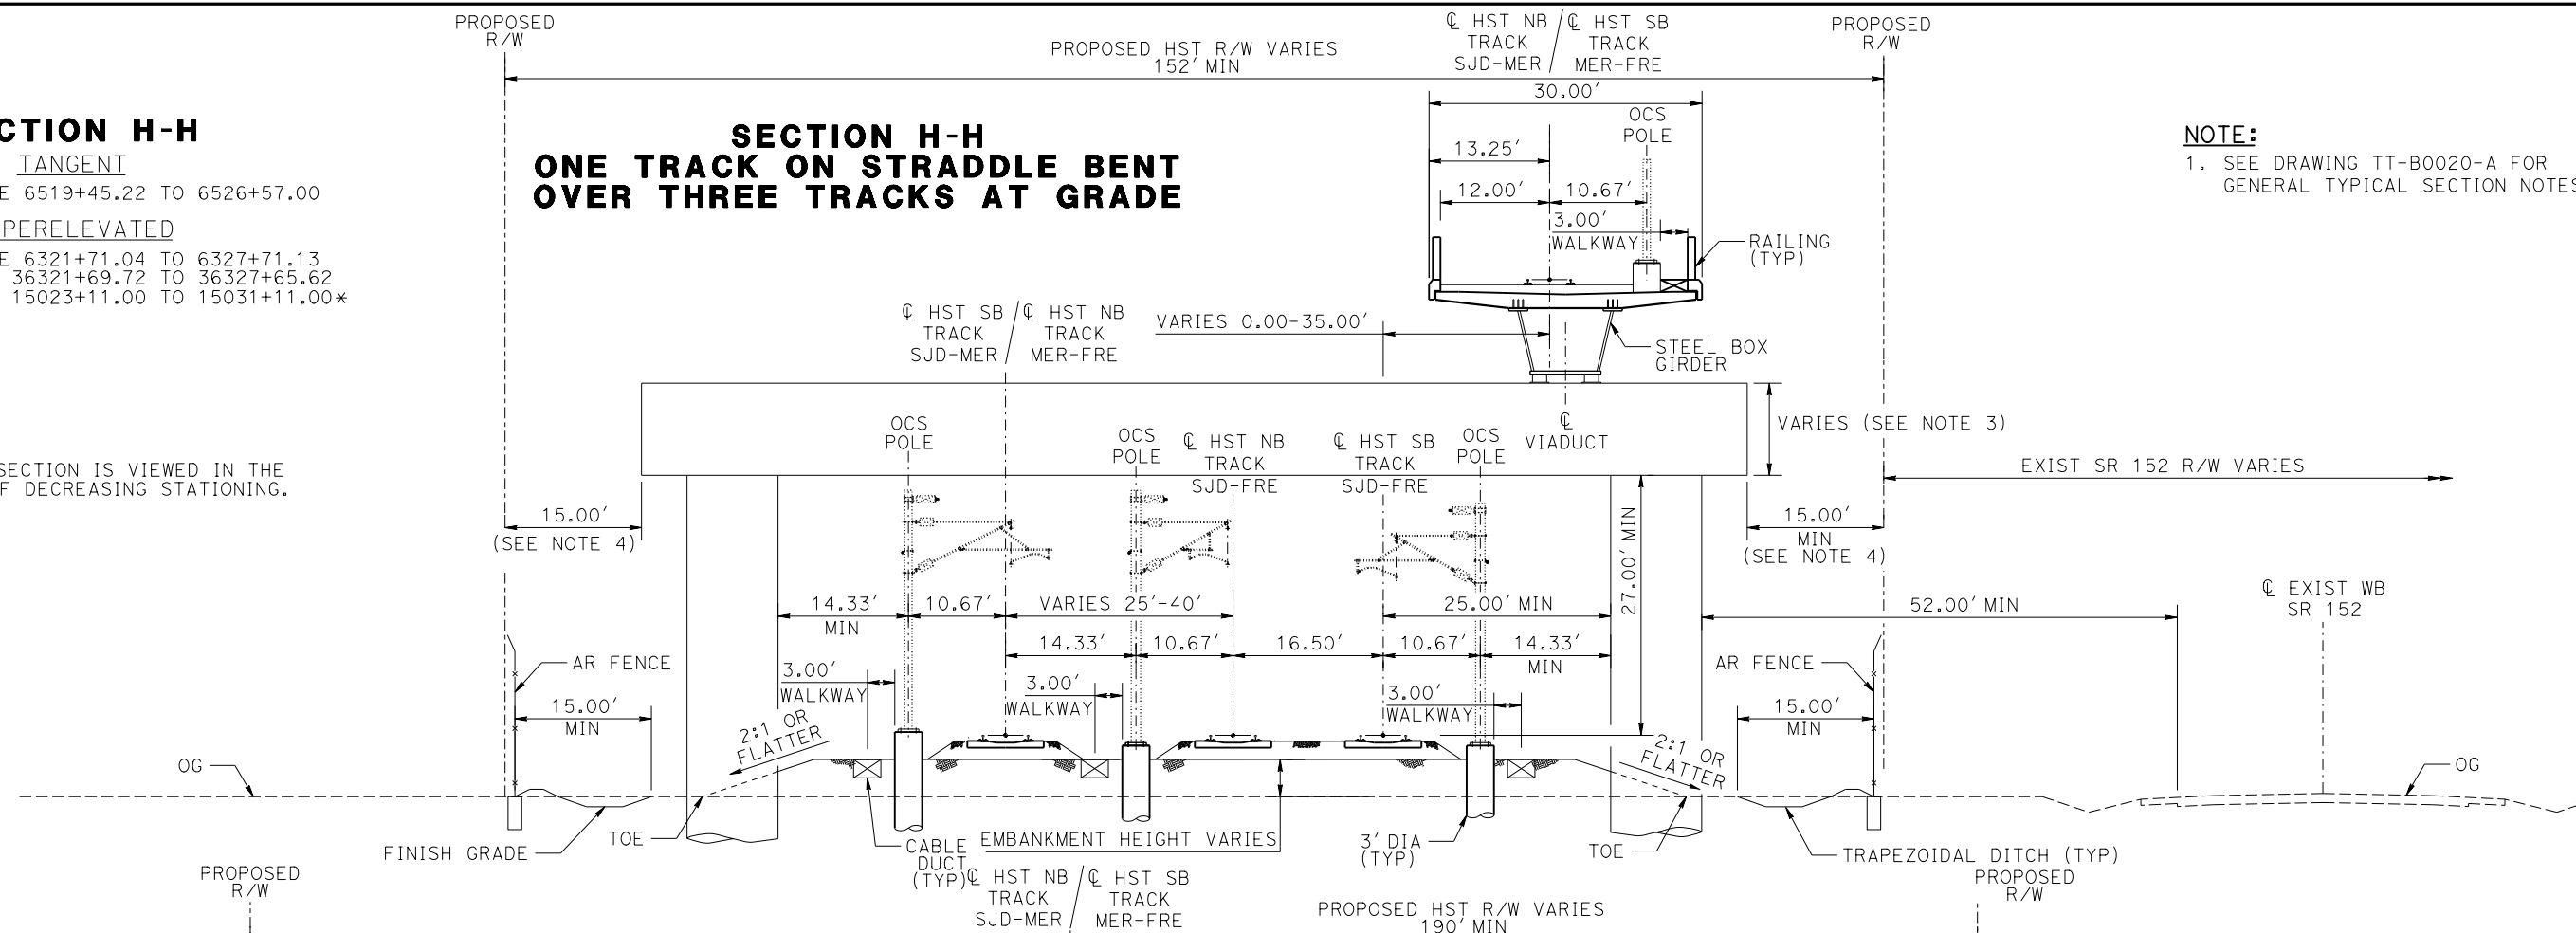 PROPOSED
R/W
PROPOSED HST R/W VARIES
152' MIN
℄ HST NB / ℄ HST SB
TRACK TRACK
SJD-MER MER-FRE
PROPOSED
R/W
CTION H-H
TANGENT
E 6519+45.22 TO 6526+57.00
PERELEVATED
E 6321+71.04 TO 6327+71.13
36321+69.72 TO 36327+65.62
15023+11.00 TO 15031+11.00*
SECTION IS VIEWED IN THE
F DECREASING STATIONING.
SECTION H-H
ONE TRACK ON STRADDLE BENT
OVER THREE TRACKS AT GRADE
NOTE:
1. SEE DRAWING TT-B0020-A FOR
GENERAL TYPICAL SECTION NOTES
30.00'
OCS
POLE
13.25'
12.00'
10.67'
3.00'
WALKWAY
RAILING
(TYP)
℄ HST SB / ℄ HST NB
TRACK TRACK
SJD-MER MER-FRE
VARIES 0.00-35.00'
STEEL BOX
GIRDER
OCS
POLE
OCS
POLE
℄ HST NB
TRACK
SJD-FRE
℄ HST SB
TRACK
SJD-FRE
OCS
POLE
℄
VIADUCT
VARIES (SEE NOTE 3)
EXIST SR 152 R/W VARIES
15.00'
(SEE NOTE 4)
15.00'
MIN
(SEE NOTE 4)
27.00' MIN
14.33'
MIN
10.67'
VARIES 25'-40'
25.00' MIN
52.00' MIN
℄ EXIST WB
SR 152
14.33'
10.67'
16.50'
10.67'
14.33'
MIN
AR FENCE
15.00'
MIN
3.00'
WALKWAY
3.00'
WALKWAY
3.00'
WALKWAY
AR FENCE
15.00'
MIN
2:1 OR
FLATTER
2:1 OR
FLATTER
OG
OG
TOE
FINISH GRADE
CABLE
DUCT
(TYP)
EMBANKMENT HEIGHT VARIES
3' DIA
(TYP)
TOE
TRAPEZOIDAL DITCH (TYP)
PROPOSED
R/W
℄ HST NB / ℄ HST SB
TRACK TRACK
SJD-MER MER-FRE
PROPOSED HST R/W VARIES
190' MIN
PROPOSED
R/W